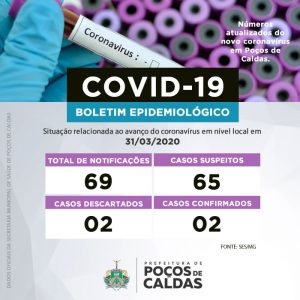 Coronavírus:
Números
atualizados do
novo coronavírus
em Poços de
Caldas.
COVID-19
BOLETIM EPIDEMIOLÓGICO
Situação relacionada ao avanço do coronavírus em nível local em
31/03/2020
TOTAL DE NOTIFICAÇÕES
69
CASOS SUSPEITOS
65
CASOS DESCARTADOS
02
CASOS CONFIRMADOS
02
FONTE: SES/MG
DADOS OFICIAIS DA SECRETARIA MUNICIPAL DE SAÚDE DE POÇOS DE CALDAS
PREFEITURA DE
POÇOS
DE CALDAS